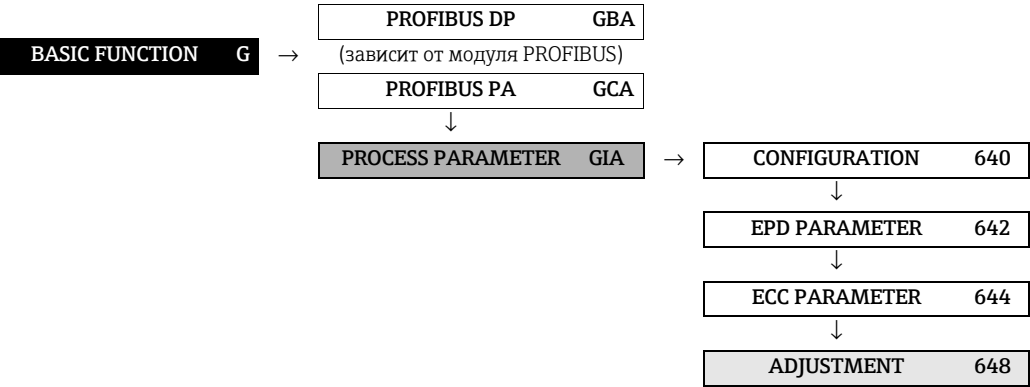 PROFIBUS DP GBA
BASIC FUNCTION G → (зависит от модуля PROFIBUS)
PROFIBUS PA GCA
↓
PROCESS PARAMETER GIA → CONFIGURATION 640
↓
EPD PARAMETER 642
↓
ECC PARAMETER 644
↓
ADJUSTMENT 648